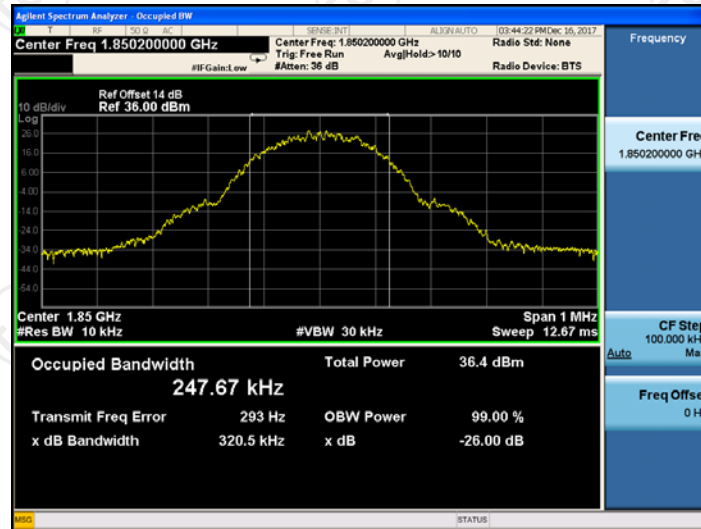 Agilent Spectrum Analyzer - Occupied BW
T RF 50 Ω AC SENSE:INT ALIGN AUTO 03:44:22 PM Dec 16, 2017
Center Freq 1.850200000 GHz
Center Freq: 1.850200000 GHz Radio Std: None
Trig: Free Run Avg|Hold:> 10/10
#IFGain:Low #Atten: 36 dB Radio Device: BTS
Ref Offset 14 dB
10 dB/div Ref 36.00 dBm
Log
26.0
16.0
6.00
-4.00
-14.0
-24.0
-34.0
-44.0
-54.0
Center 1.85 GHz Span 1 MHz
#Res BW 10 kHz #VBW 30 kHz Sweep 12.67 ms
Occupied Bandwidth Total Power 36.4 dBm
247.67 kHz
Transmit Freq Error 293 Hz OBW Power 99.00 %
x dB Bandwidth 320.5 kHz x dB -26.00 dB
MSG STATUS
Frequency
Center Fre
1.850200000 GH
CF Ste
100.000 kH
Auto Ma
Freq Offse
0 H